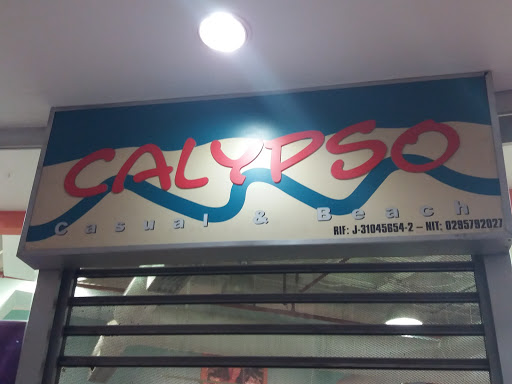 CALYPSO
Casual & Beach
RIF: J-31045654-2 – NIT: 0295792027